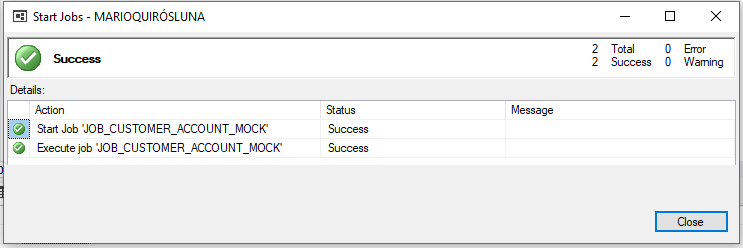 Start Jobs - MARIOQUIRÓSLUNA
Success
2 Total 0 Error
2 Success 0 Warning
Details:
Action Status Message
Start Job 'JOB_CUSTOMER_ACCOUNT_MOCK' Success
Execute job 'JOB_CUSTOMER_ACCOUNT_MOCK' Success
Close